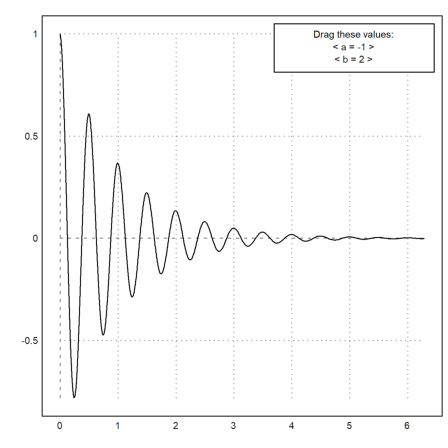 Drag these values:
< a = -1 >
< b = 2 >
1
0.5
0
-0.5
0 1 2 3 4 5 6